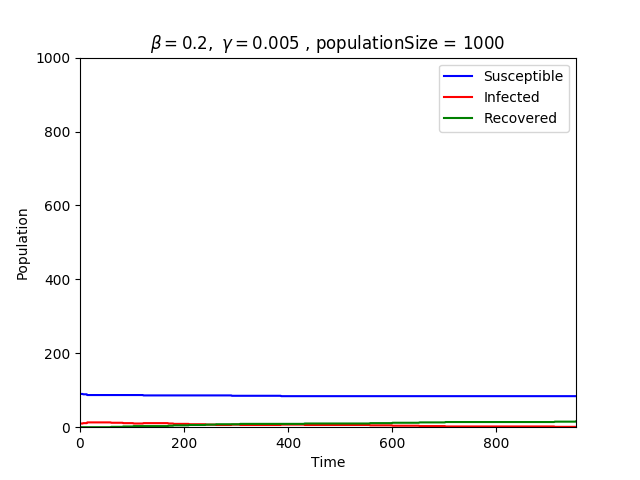 β = 0.2, γ = 0.005 , populationSize = 1000
1000
800
600
400
200
0
Population
Susceptible
Infected
Recovered
0 200 400 600 800
Time